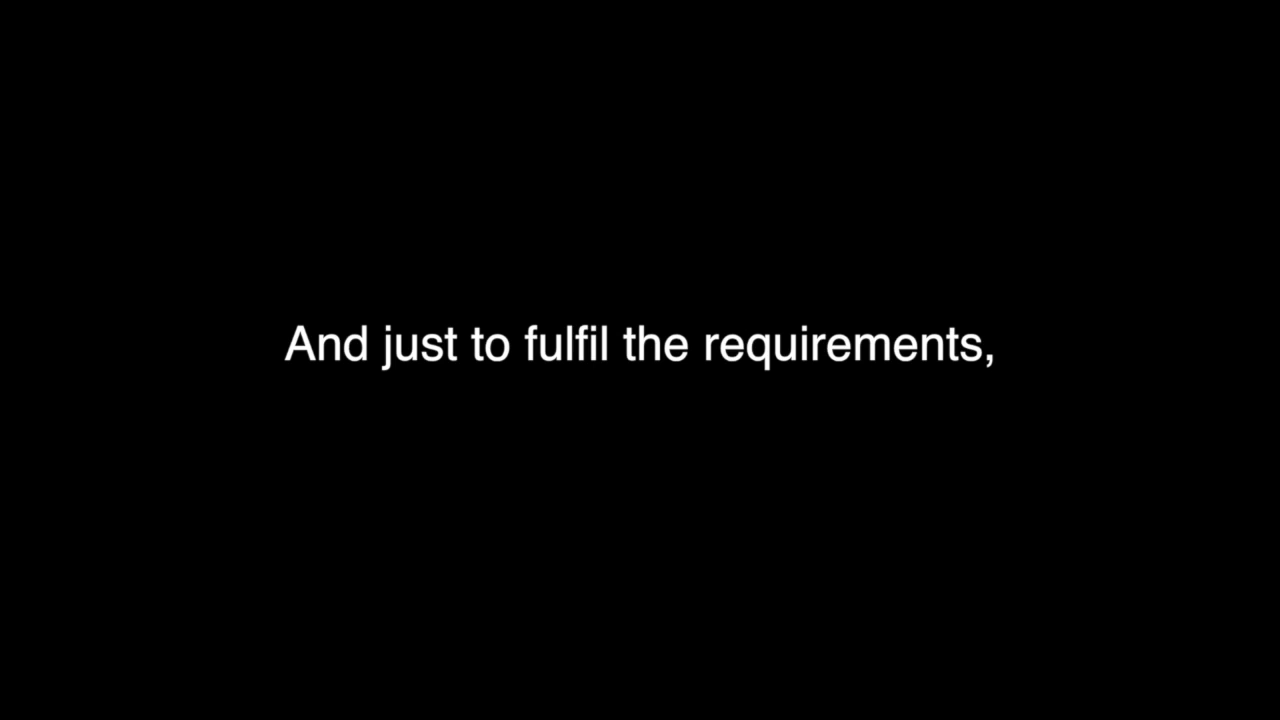 And just to fulfil the requirements,